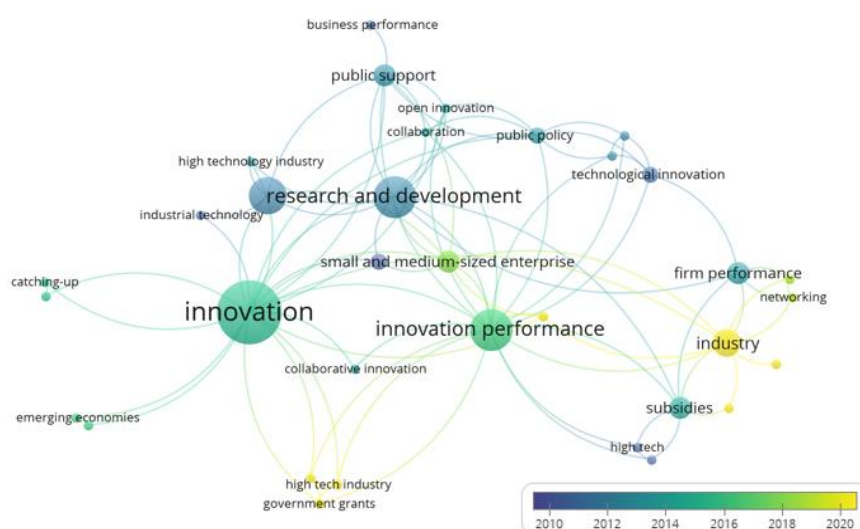 business performance
public support
open innovation
collaboration
public policy
high technology industry
technological innovation
research and development
industrial technology
small and medium-sized enterprise
firm performance
catching-up
networking
innovation
innovation performance
industry
collaborative innovation
subsidies
emerging economies
high tech
high tech industry
government grants
2010 2012 2014 2016 2018 2020